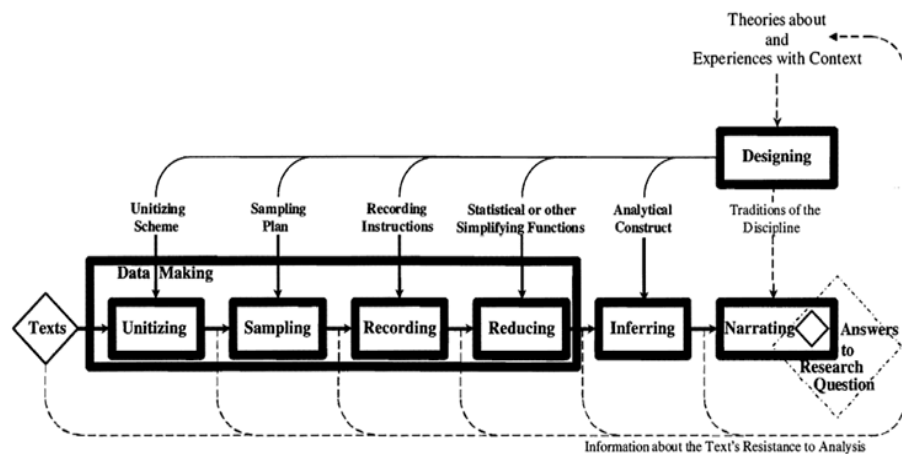 Theories about
and
Experiences with Context
Designing
Unitizing
Scheme
Sampling
Plan
Recording
Instructions
Statistical or other
Simplifying Functions
Analytical
Construct
Traditions of the
Discipline
Data Making
Texts
Unitizing
Sampling
Recording
Reducing
Inferring
Narrating
Answers
to
Research
Question
Information about the Text's Resistance to Analysis